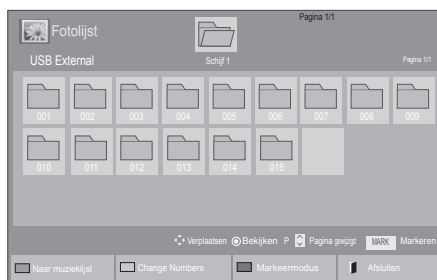 Pagina 1/1
Fotolijst
USB External
Schijf 1
Pagina 1/1
001 002 003 004 005 006 007 008 009
010 011 012 013 014 015
Verplaatsen Bekijken P Pagina gewijzigd MARK Markeren
Naar muzieklijst Change Numbers Markeermodus Afsluiten